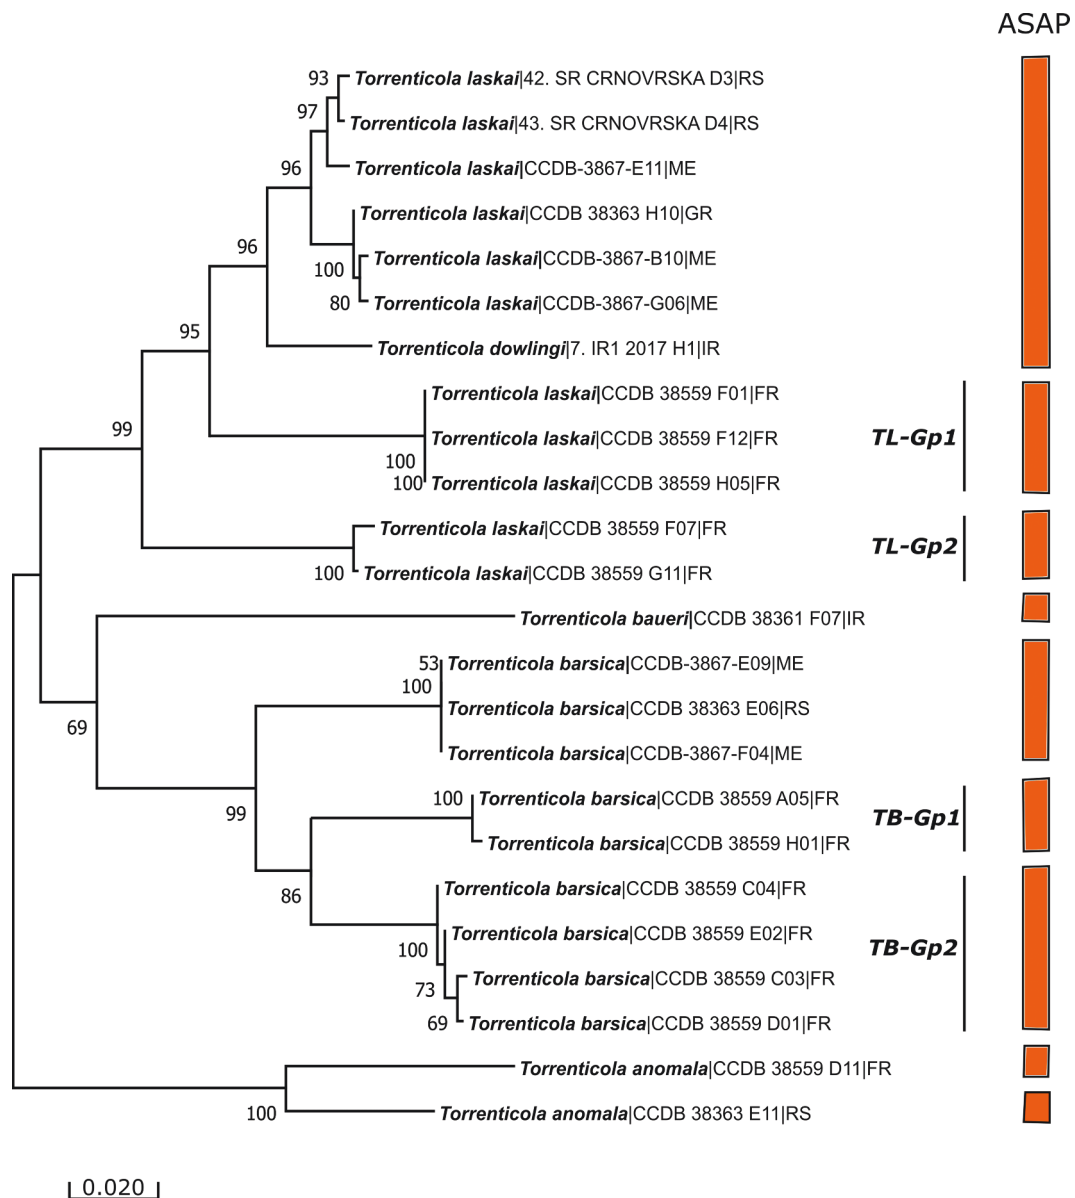 ASAP
93 Torrenticola laskai|42. SR CRNOVRSKA D3|RS
97
Torrenticola laskai|43. SR CRNOVRSKA D4|RS
96 Torrenticola laskai|CCDB-3867-E11|ME
Torrenticola laskai|CCDB 38363 H10|GR
96 Torrenticola laskai|CCDB-3867-B10|ME
100
80 Torrenticola laskai|CCDB-3867-G06|ME
95
Torrenticola dowlingi|7. IR1 2017 H1|IR
Torrenticola laskai|CCDB 38559 F01|FR
99 Torrenticola laskai|CCDB 38559 F12|FR TL-Gp1
100
100 Torrenticola laskai|CCDB 38559 H05|FR
Torrenticola laskai|CCDB 38559 F07|FR
TL-Gp2
100 Torrenticola laskai|CCDB 38559 G11|FR
Torrenticola baueri|CCDB 38361 F07|IR
53 Torrenticola barsica|CCDB-3867-E09|ME
100
Torrenticola barsica|CCDB 38363 E06|RS
69
Torrenticola barsica|CCDB-3867-F04|ME
100 Torrenticola barsica|CCDB 38559 A05|FR
99 TB-Gp1
Torrenticola barsica|CCDB 38559 H01|FR
86 Torrenticola barsica|CCDB 38559 C04|FR
Torrenticola barsica|CCDB 38559 E02|FR
100 TB-Gp2
Torrenticola barsica|CCDB 38559 C03|FR
73
69 Torrenticola barsica|CCDB 38559 D01|FR
Torrenticola anomala|CCDB 38559 D11|FR
100 Torrenticola anomala|CCDB 38363 E11|RS
0.020